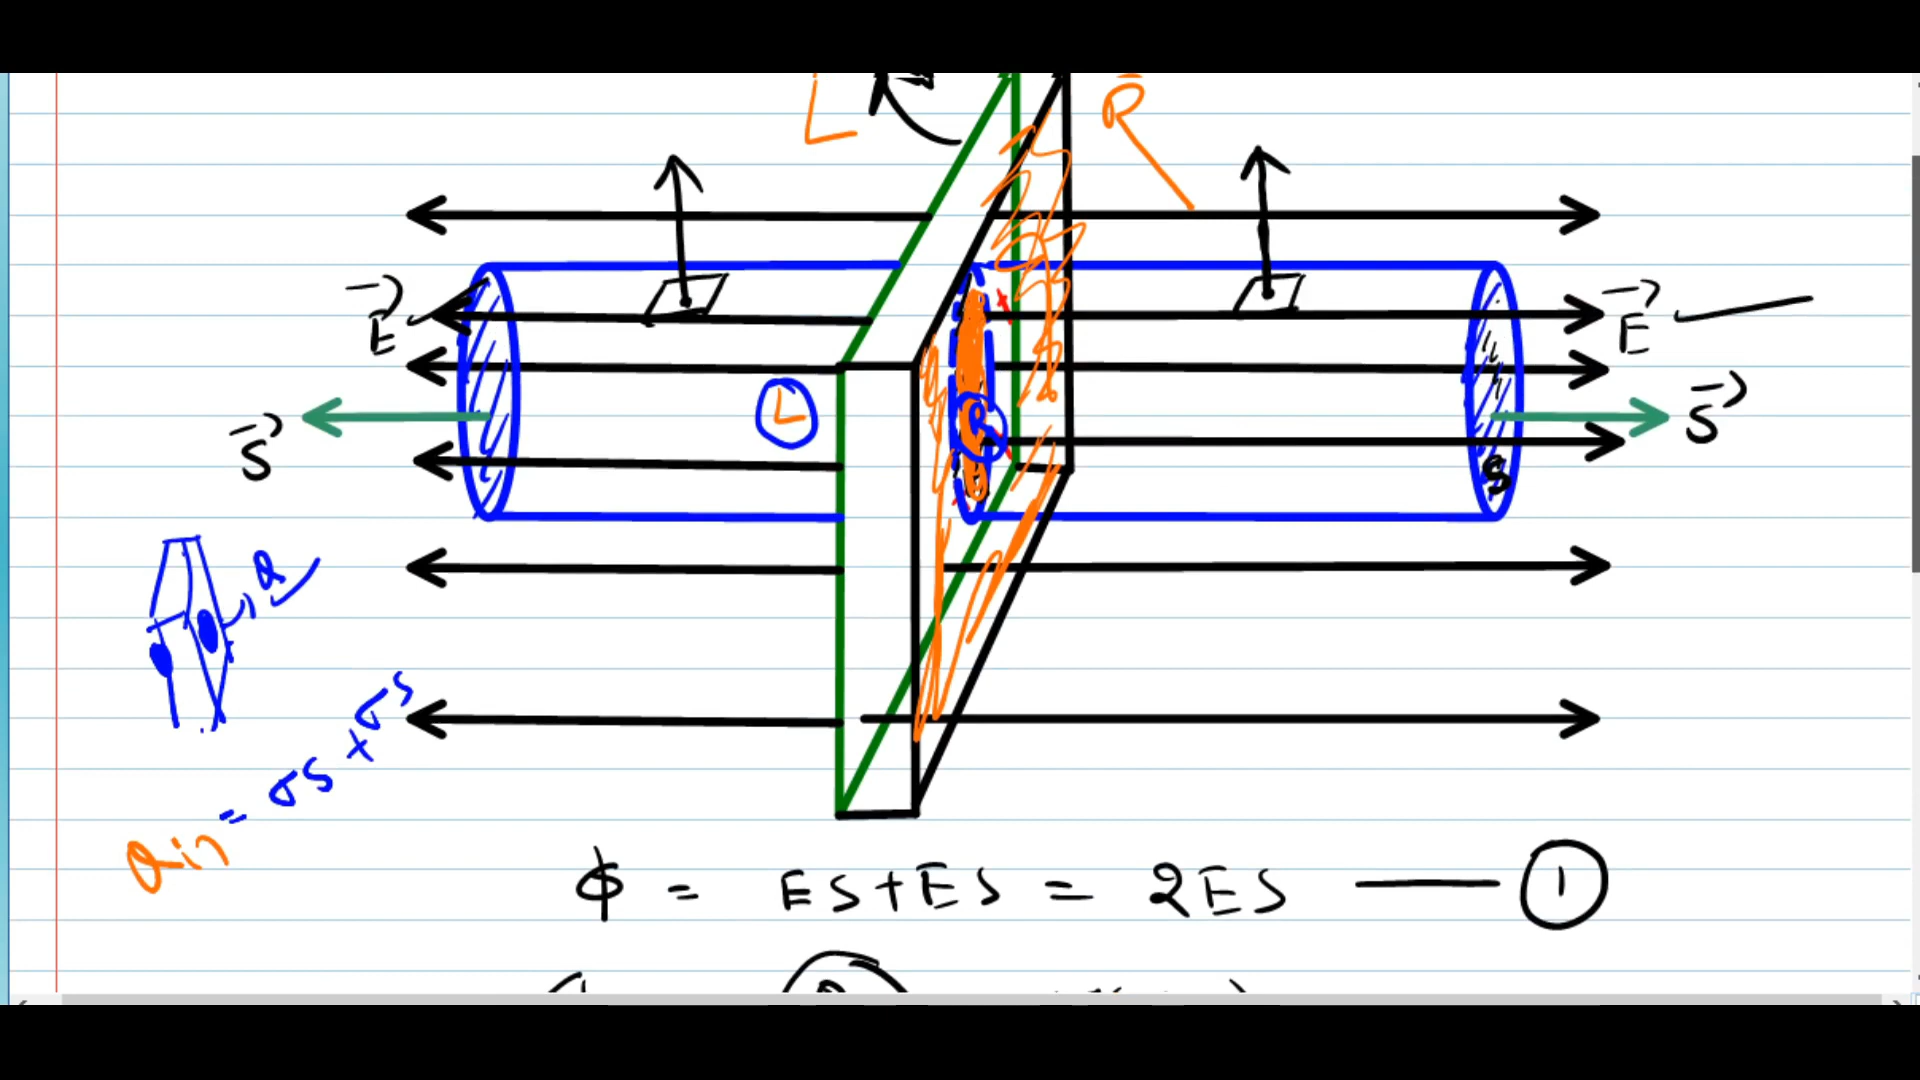 L R
E E
L R
S S
S
Q
Qin = σS + σS
ϕ = ES + ES = 2ES —— 1